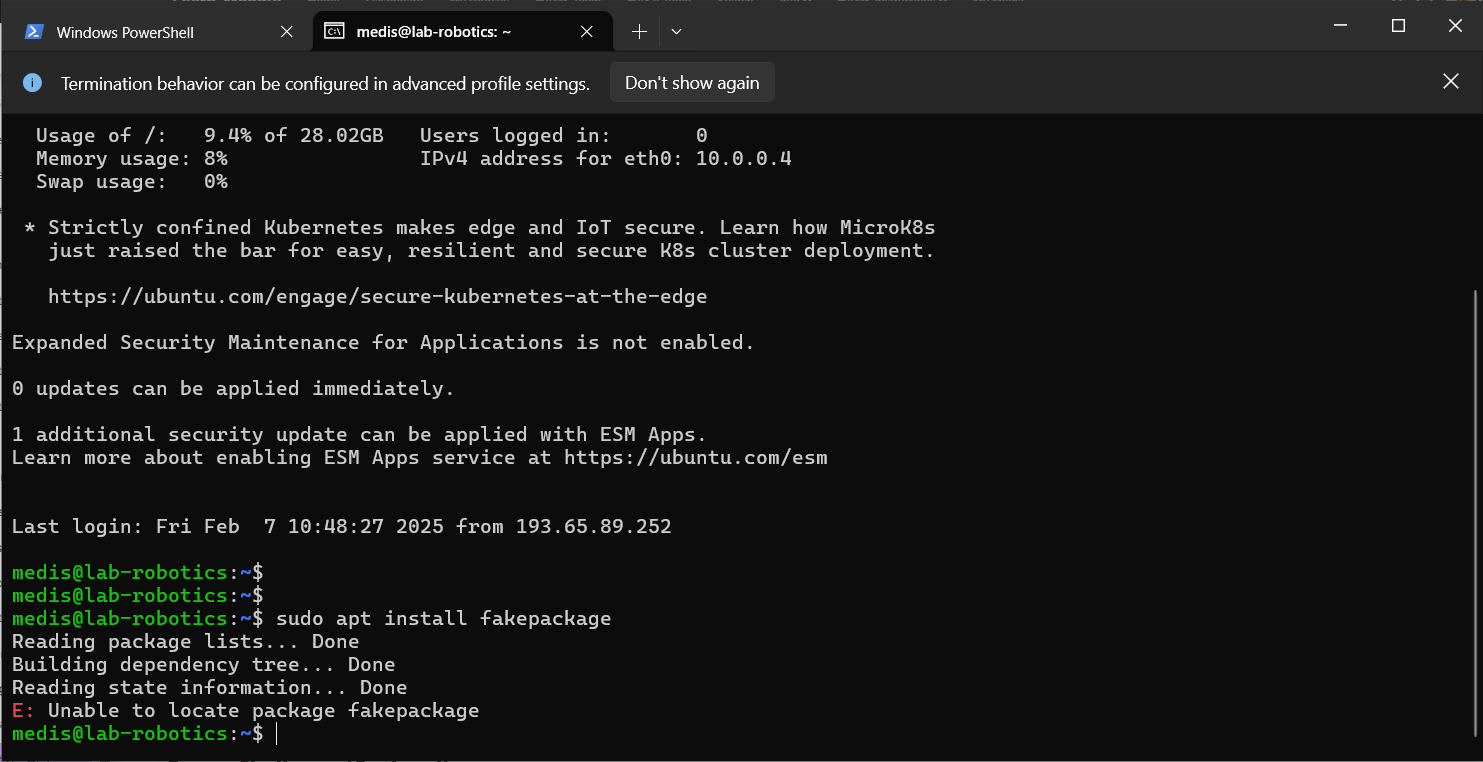 Windows PowerShell
medis@lab-robotics: ~
Termination behavior can be configured in advanced profile settings. Don't show again
Usage of /:   9.4% of 28.02GB   Users logged in:       0
Memory usage: 8%                IPv4 address for eth0: 10.0.0.4
Swap usage:   0%
* Strictly confined Kubernetes makes edge and IoT secure. Learn how MicroK8s
just raised the bar for easy, resilient and secure K8s cluster deployment.
https://ubuntu.com/engage/secure-kubernetes-at-the-edge
Expanded Security Maintenance for Applications is not enabled.
0 updates can be applied immediately.
1 additional security update can be applied with ESM Apps.
Learn more about enabling ESM Apps service at https://ubuntu.com/esm
Last login: Fri Feb  7 10:48:27 2025 from 193.65.89.252
medis@lab-robotics:~$
medis@lab-robotics:~$
medis@lab-robotics:~$ sudo apt install fakepackage
Reading package lists... Done
Building dependency tree... Done
Reading state information... Done
E: Unable to locate package fakepackage
medis@lab-robotics:~$